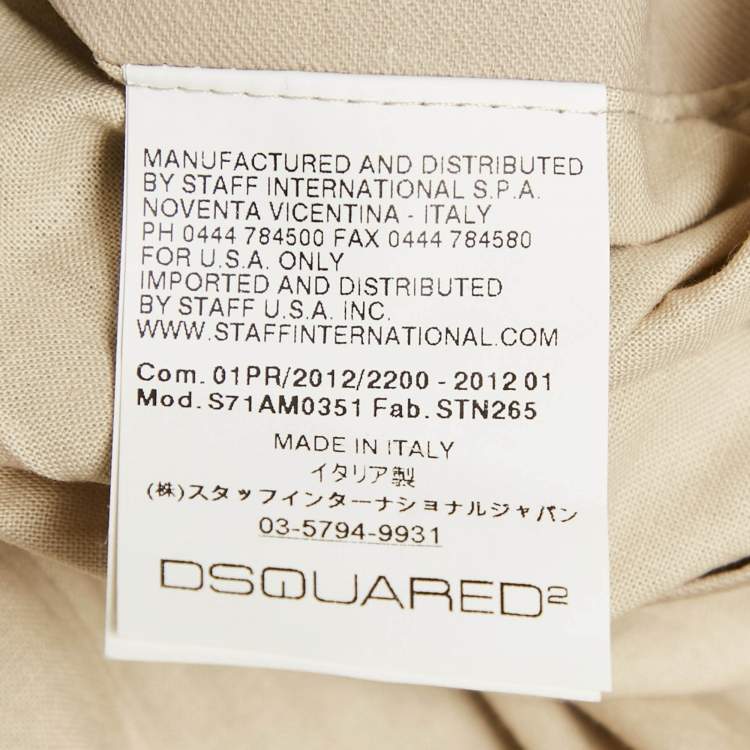 MANUFACTURED AND DISTRIBUTED
BY STAFF INTERNATIONAL S.P.A.
NOVENTA VICENTINA - ITALY
PH 0444 784500 FAX 0444 784580
FOR U.S.A. ONLY
IMPORTED AND DISTRIBUTED
BY STAFF U.S.A. INC.
WWW.STAFFINTERNATIONAL.COM
Com. 01PR/2012/2200 - 2012 01
Mod. S71AM0351 Fab. STN265
MADE IN ITALY
イタリア製
(株)スタッフインターナショナルジャパン
03-5794-9931
DSQUARED2